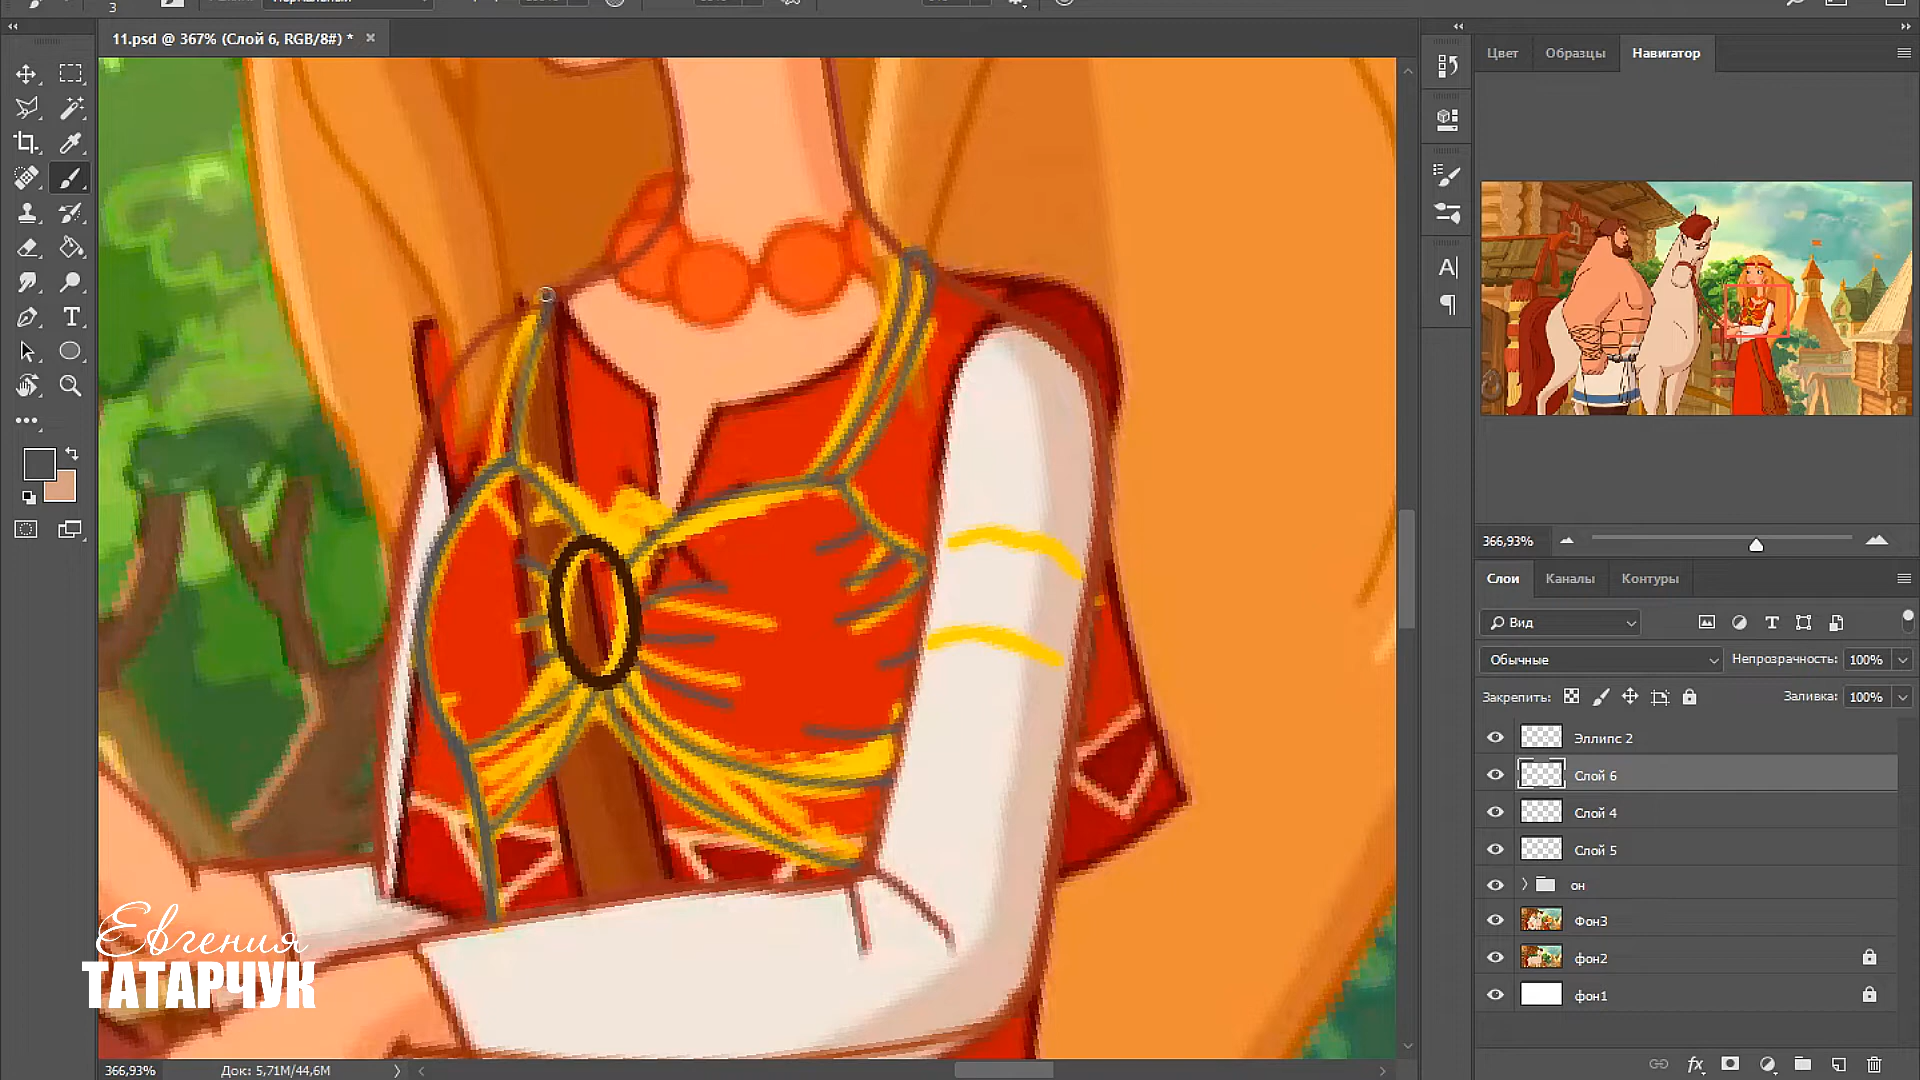 3
11.psd @ 367% (Слой 6, RGB/8#) *
Цвет
Образцы
Навигатор
366,93%
Слои
Каналы
Контуры
Вид
Обычные
Непрозрачность: 100%
Закрепить:
Заливка: 100%
Эллипс 2
Слой 6
Слой 4
Слой 5
он
Фон3
фон2
фон1
Евгения
ТАТАРЧУК
366,93%
Док: 5,71M/44,6M